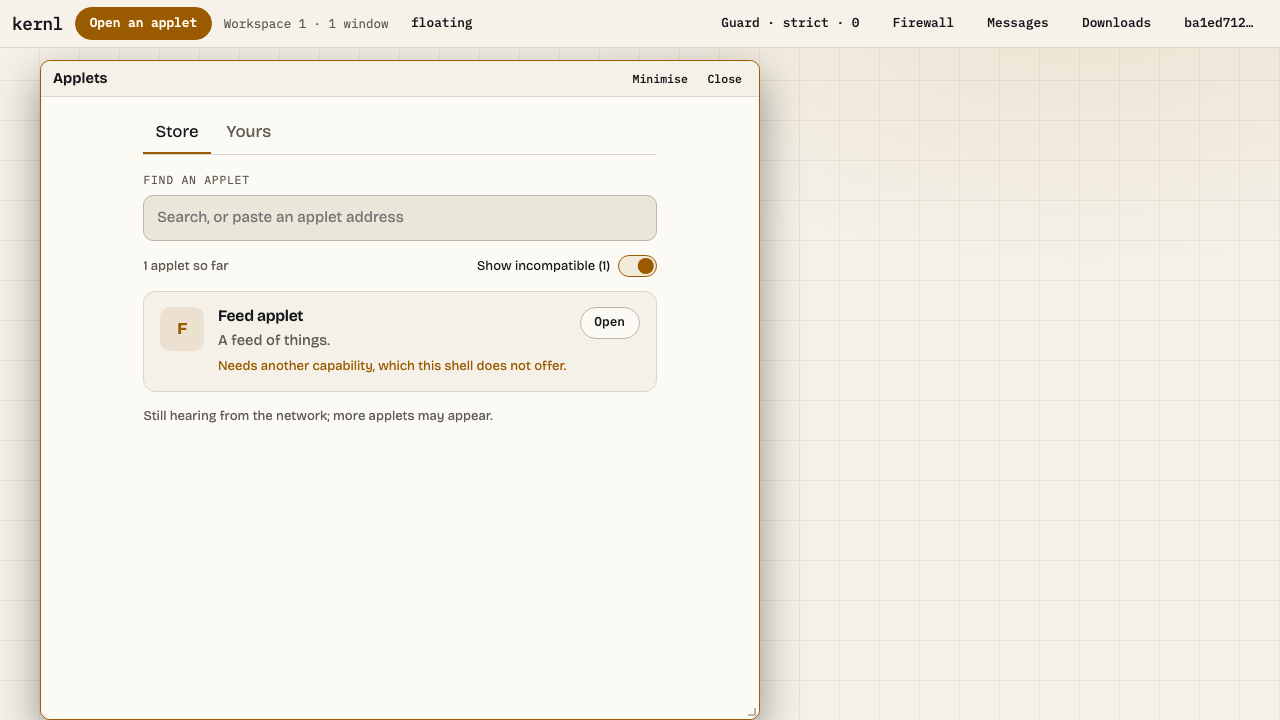 kernl
Open an applet
Workspace 1 · 1 window
floating
Guard · strict · 0
Firewall
Messages
Downloads
ba1ed712…
Applets
Minimise
Close
Store
Yours
FIND AN APPLET
Search, or paste an applet address
1 applet so far
Show incompatible (1)
F
Feed applet
A feed of things.
Needs another capability, which this shell does not offer.
Open
Still hearing from the network; more applets may appear.